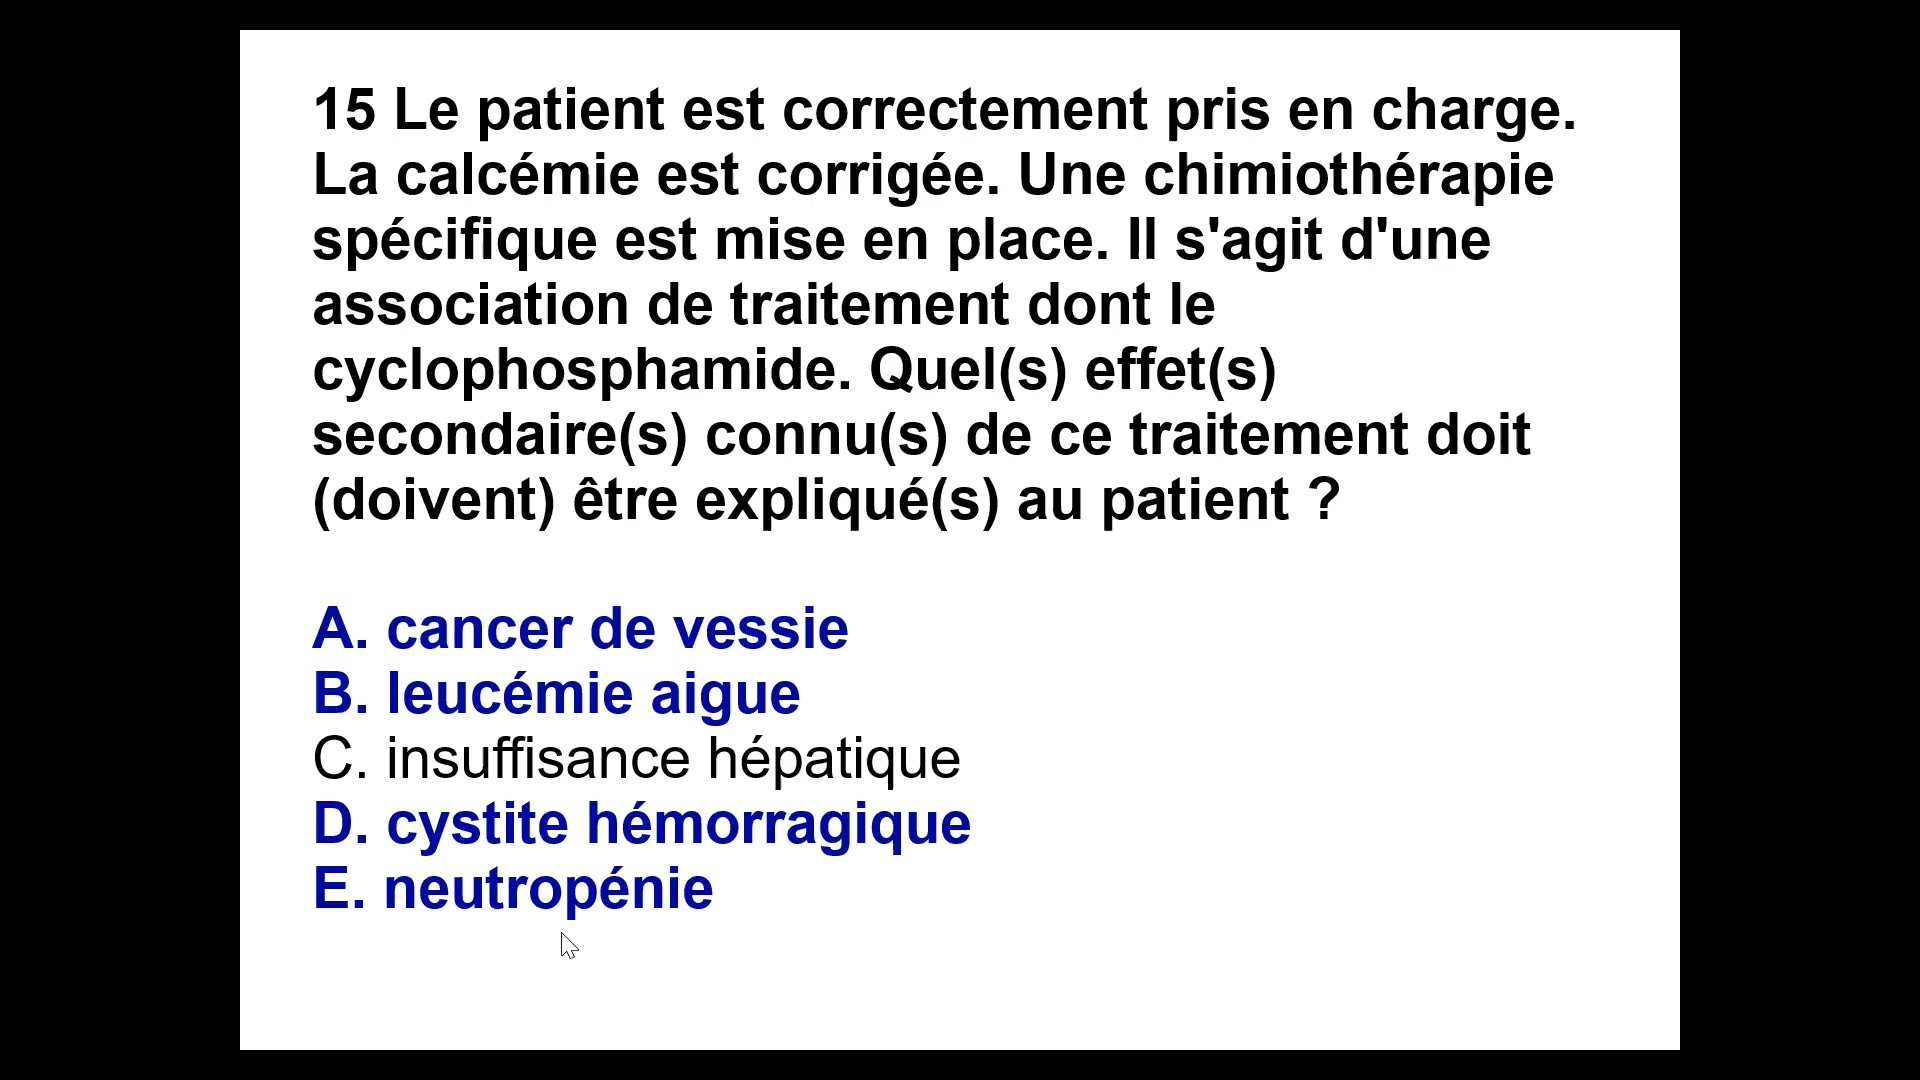 15 Le patient est correctement pris en charge.
La calcémie est corrigée. Une chimiothérapie
spécifique est mise en place. Il s'agit d'une
association de traitement dont le
cyclophosphamide. Quel(s) effet(s)
secondaire(s) connu(s) de ce traitement doit
(doivent) être expliqué(s) au patient ?
A. cancer de vessie
B. leucémie aigue
C. insuffisance hépatique
D. cystite hémorragique
E. neutropénie